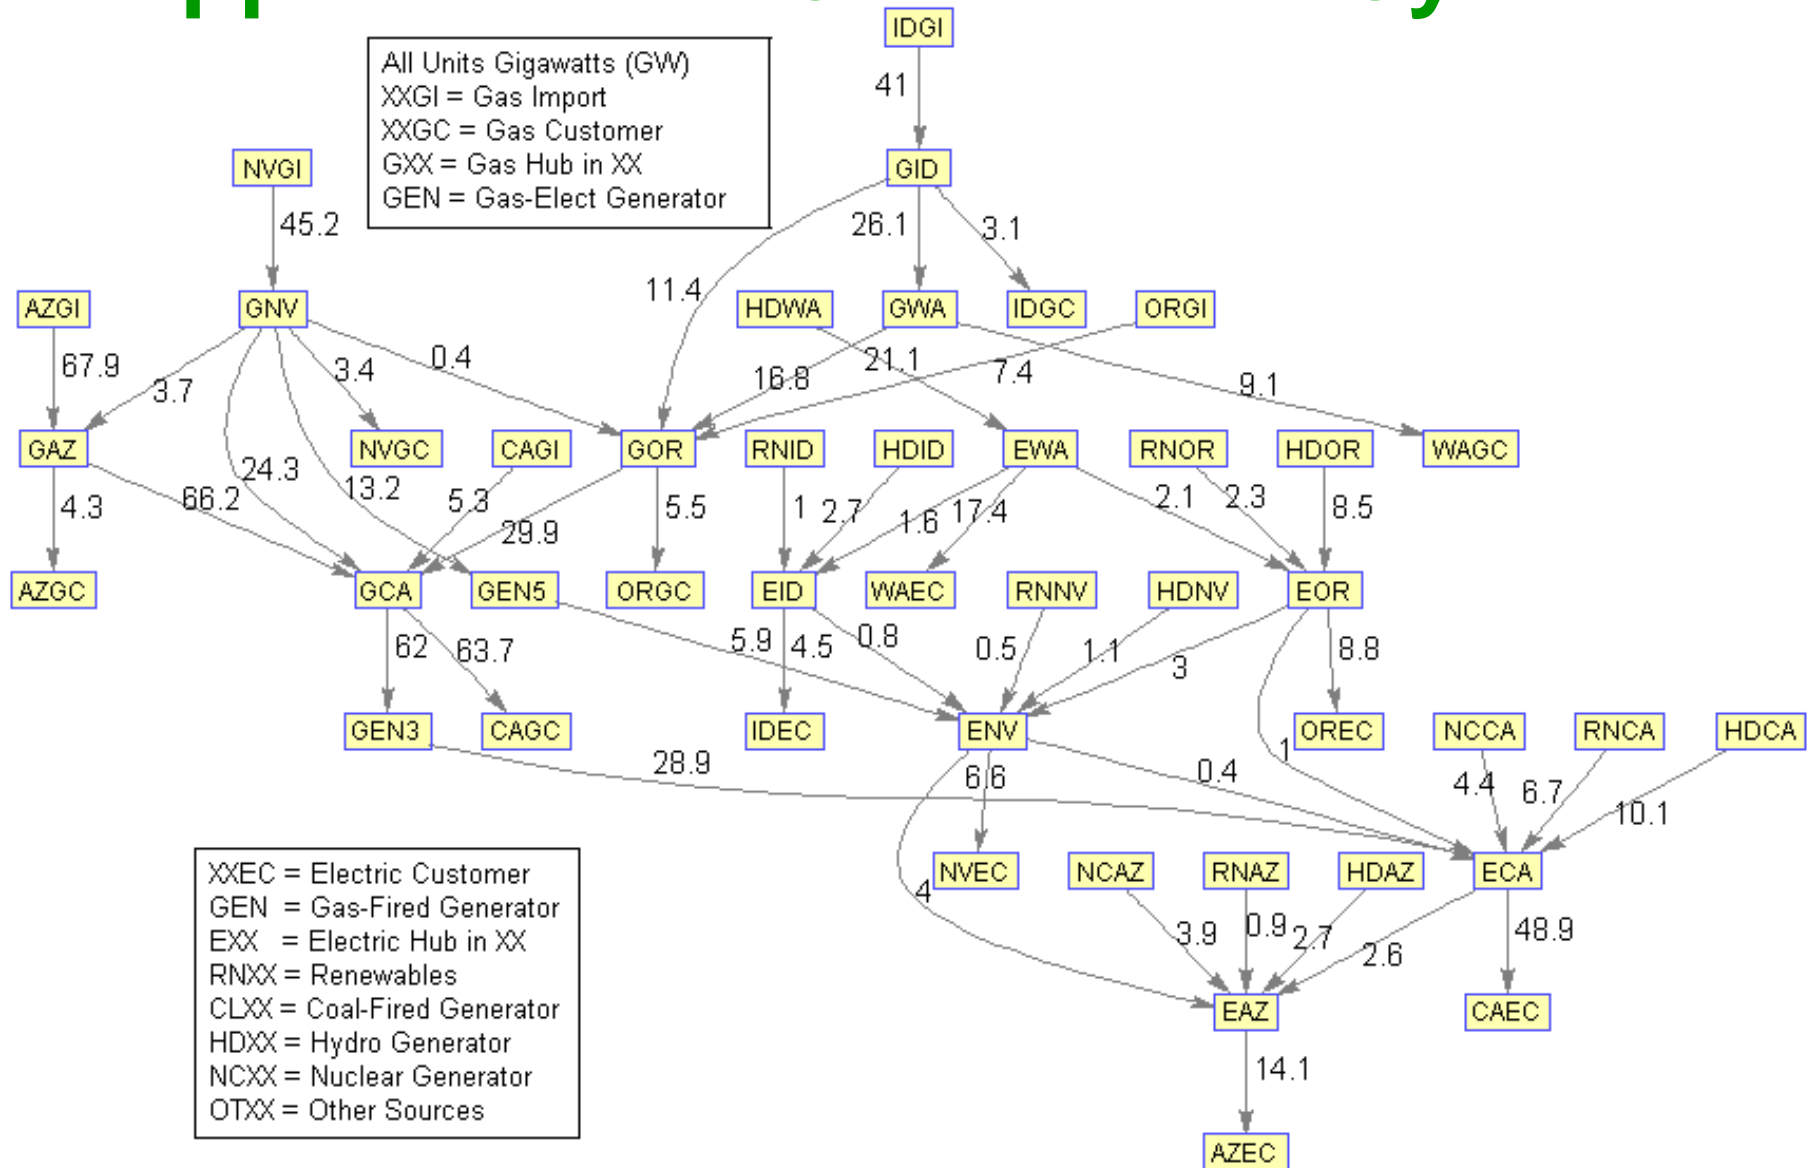 IDGI
All Units Gigawatts (GW)
XXGI = Gas Import
XXGC = Gas Customer
GXX = Gas Hub in XX
GEN = Gas-Elect Generator
41
NVGI
GID
45.2
11.4
26.1
3.1
AZGI
GNV
HDWA
GWA
IDGC
ORGI
67.9
3.7
24.3
13.2
3.4
0.4
16.8
21.1
7.4
9.1
GAZ
NVGC
CAGI
GOR
RNID
HDID
EWA
RNOR
HDOR
WAGC
4.3
66.2
5.3
29.9
5.5
1
2.7
1.6
17.4
2.1
2.3
8.5
AZGC
GCA
GEN5
ORGC
EID
WAEC
RNNV
HDNV
EOR
62
63.7
5.9
4.5
0.8
0.5
1.1
3
1
8.8
GEN3
CAGC
IDEC
ENV
OREC
NCCA
RNCA
HDCA
28.9
4
6.6
0.4
4.4
6.7
10.1
NVEC
NCAZ
RNAZ
HDAZ
ECA
3.9
0.9
2.7
2.6
48.9
EAZ
CAEC
14.1
AZEC
XXEC = Electric Customer
GEN = Gas-Fired Generator
EXX = Electric Hub in XX
RNXX = Renewables
CLXX = Coal-Fired Generator
HDXX = Hydro Generator
NCXX = Nuclear Generator
OTXX = Other Sources